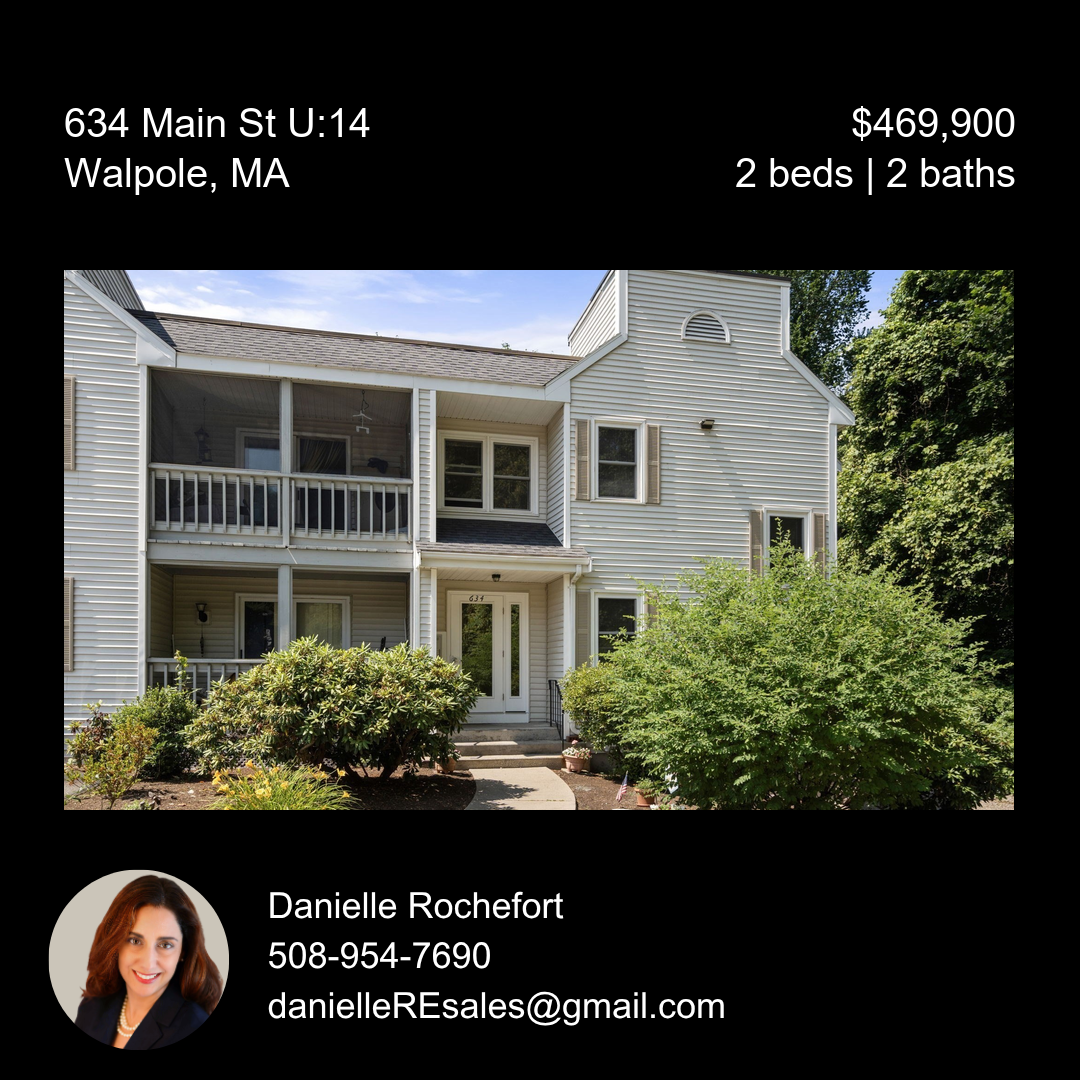 634 Main St U:14
Walpole, MA
$469,900
2 beds | 2 baths
634
Danielle Rochefort
508-954-7690
danielleREsales@gmail.com